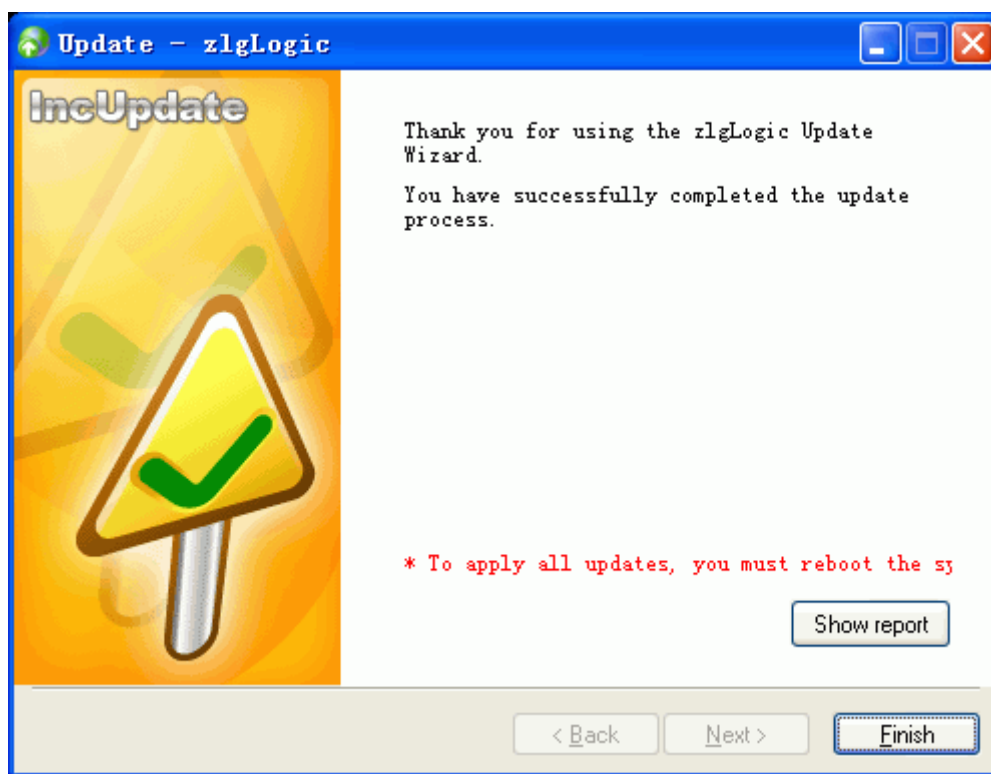 Update - zlgLogic
IncUpdate
Thank you for using the zlgLogic Update
Wizard.
You have successfully completed the update
process.
* To apply all updates, you must reboot the
Show report
< Back
Next >
Finish